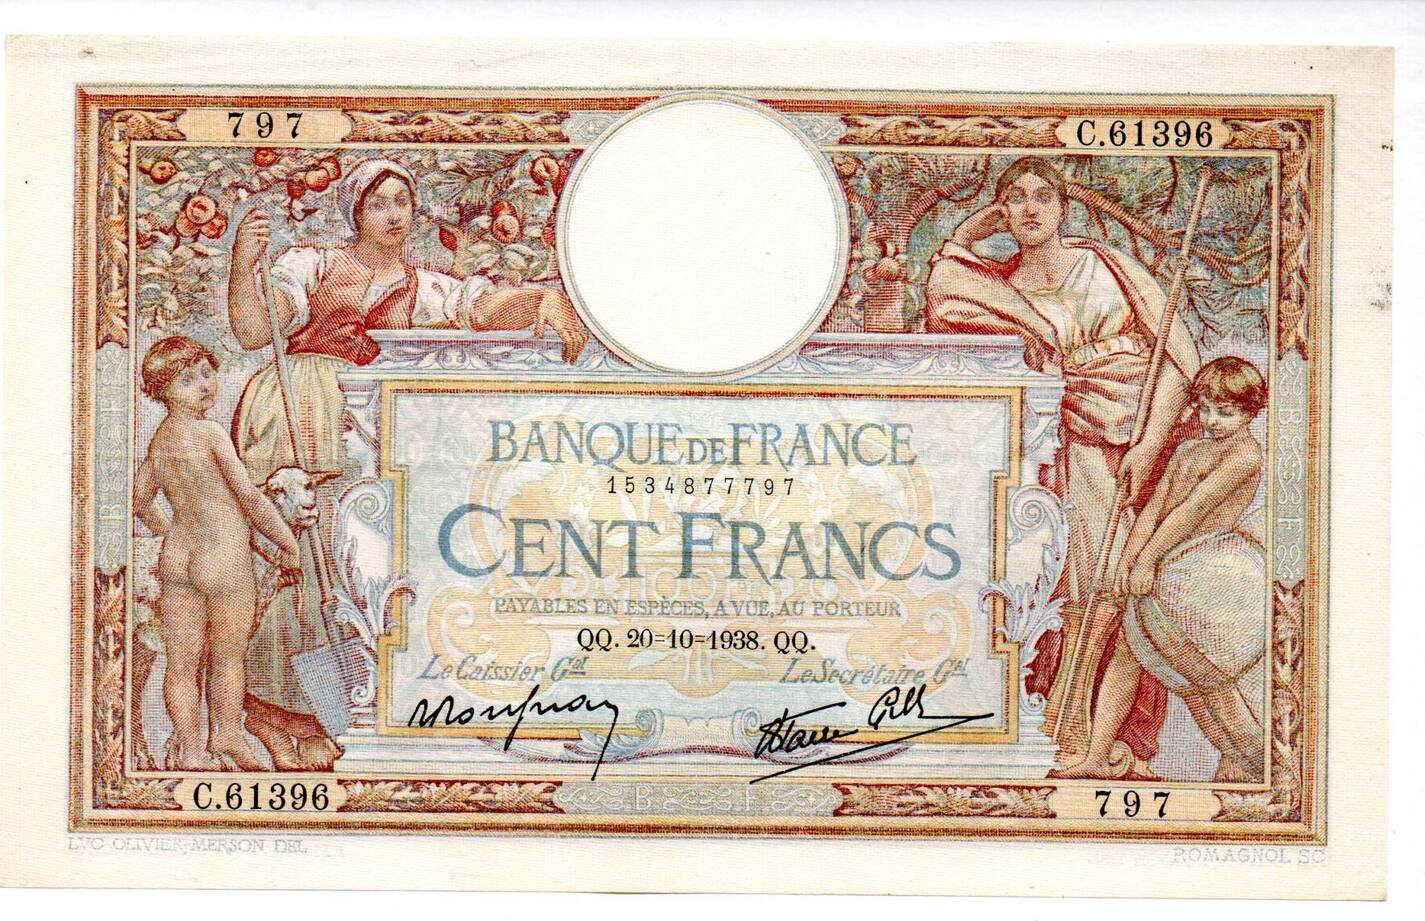 797
C.61396
BANQUE DE FRANCE
1534877797
CENT FRANCS
PAYABLES EN ESPÈCES, A VUE, AU PORTEUR
QQ. 20=10=1938. QQ.
Le Caissier Gal
Le Secrétaire Gal
C.61396
B F
797
LVC OLIVIER-MERSON DEL
ROMAGNOL SC